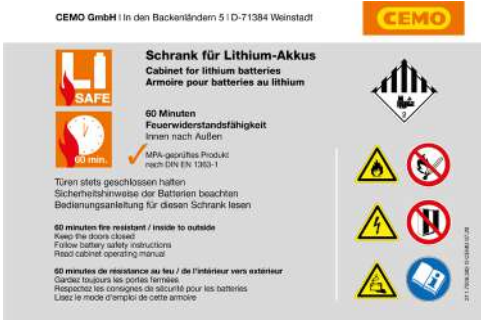 CEMO GmbH I In den Backenländern 5 I D-71384 Weinstadt
CEMO
LI
SAFE
Schrank für Lithium-Akkus
Cabinet for lithium batteries
Armoire pour batteries au lithium
60 min.
60 Minuten
Feuerwiderstandsfähigkeit
Innen nach Außen
MPA-geprüftes Produkt
nach DIN EN 1363-1
Türen stets geschlossen halten
Sicherheitshinweise der Batterien beachten
Bedienungsanleitung für diesen Schrank lesen
60 minuten fire resistant / inside to outside
Keep the doors closed
Follow battery safety instructions
Read cabinet operating manual
60 minutes de résistance au feu / de l'intérieur vers extérieur
Gardez toujours les portes fermées
Respectez les consignes de sécurité pour les batteries
Lisez le mode d'emploi de cette armoire
9